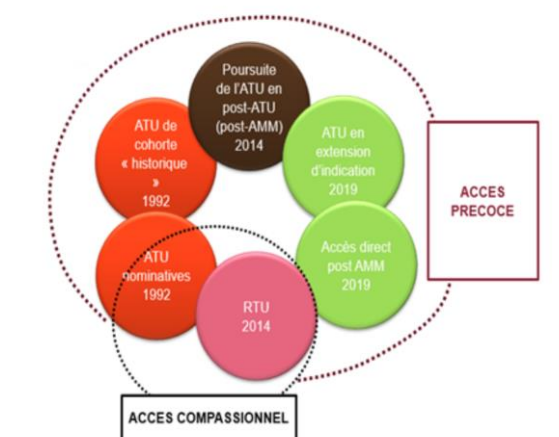 Poursuite
de l'ATU en
post-ATU
(post-AMM)
2014
ATU de
cohorte
« historique
»
1992
ATU en
extension
d'indication
2019
ACCES
PRECOCE
ATU
nominatives
1992
Accès direct
post AMM
2019
RTU
2014
ACCES COMPASSIONNEL